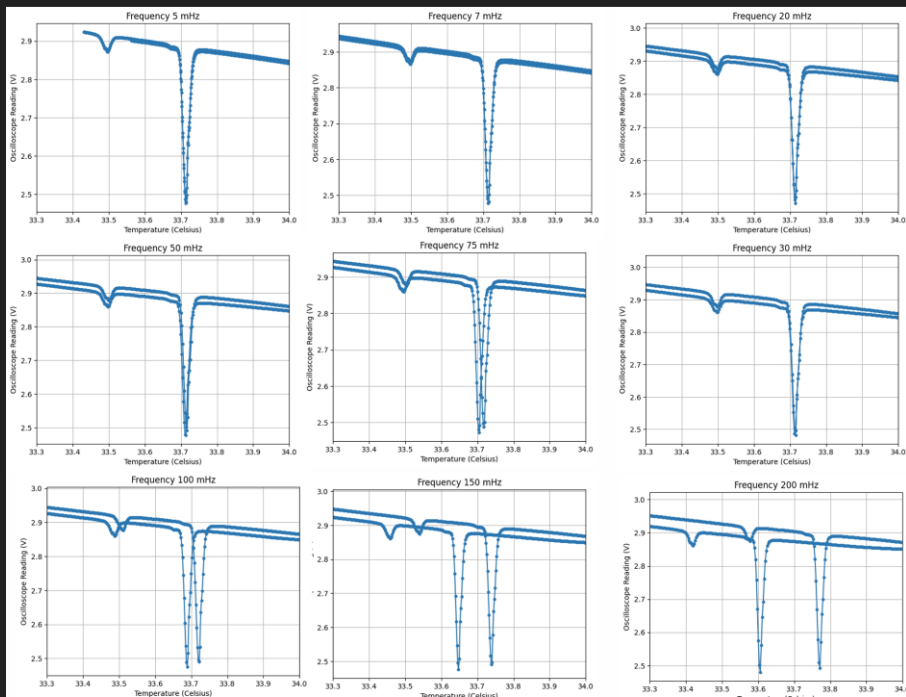 Frequency 5 mHz
Oscilloscope Reading (V)
2.9
2.8
2.7
2.6
2.5
33.3 33.4 33.5 33.6 33.7 33.8 33.9 34.0
Temperature (Celsius)
Frequency 7 mHz
Oscilloscope Reading (V)
2.9
2.8
2.7
2.6
2.5
33.3 33.4 33.5 33.6 33.7 33.8 33.9 34.0
Temperature (Celsius)
Frequency 20 mHz
Oscilloscope Reading (V)
3.0
2.9
2.8
2.7
2.6
2.5
33.3 33.4 33.5 33.6 33.7 33.8 33.9 34.0
Temperature (Celsius)
Frequency 50 mHz
Oscilloscope Reading (V)
3.0
2.9
2.8
2.7
2.6
2.5
33.3 33.4 33.5 33.6 33.7 33.8 33.9 34.0
Temperature (Celsius)
Frequency 75 mHz
Oscilloscope Reading (V)
2.9
2.8
2.7
2.6
2.5
33.3 33.4 33.5 33.6 33.7 33.8 33.9 34.0
Temperature (Celsius)
Frequency 30 mHz
Oscilloscope Reading (V)
3.0
2.9
2.8
2.7
2.6
2.5
33.3 33.4 33.5 33.6 33.7 33.8 33.9 34.0
Temperature (Celsius)
Frequency 100 mHz
Oscilloscope Reading (V)
3.0
2.9
2.8
2.7
2.6
2.5
33.3 33.4 33.5 33.6 33.7 33.8 33.9 34.0
Temperature (Celsius)
Frequency 150 mHz
3.0
2.9
2.8
2.7
2.6
2.5
33.3 33.4 33.5 33.6 33.7 33.8 33.9 34.0
Temperature (Celsius)
Frequency 200 mHz
Oscilloscope Reading (V)
3.0
2.9
2.8
2.7
2.6
2.5
33.3 33.4 33.5 33.6 33.7 33.8 33.9 34.0